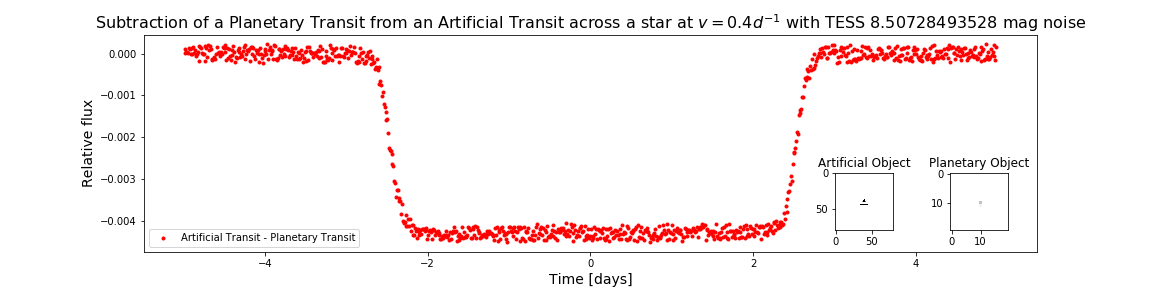 Subtraction of a Planetary Transit from an Artificial Transit across a star at v = 0.4d⁻¹ with TESS 8.50728493528 mag noise
0.000
−0.001
−0.002
−0.003
−0.004
Relative flux
Artificial Transit - Planetary Transit
Artificial Object
0
50
0 50
Planetary Object
0
10
0 10
−4 −2 0 2 4
Time [days]